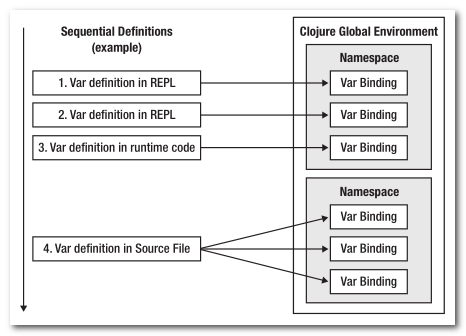 Sequential Definitions
(example)
1. Var definition in REPL
2. Var definition in REPL
3. Var definition in runtime code
4. Var definition in Source File
Clojure Global Environment
Namespace
Var Binding
Var Binding
Var Binding
Namespace
Var Binding
Var Binding
Var Binding